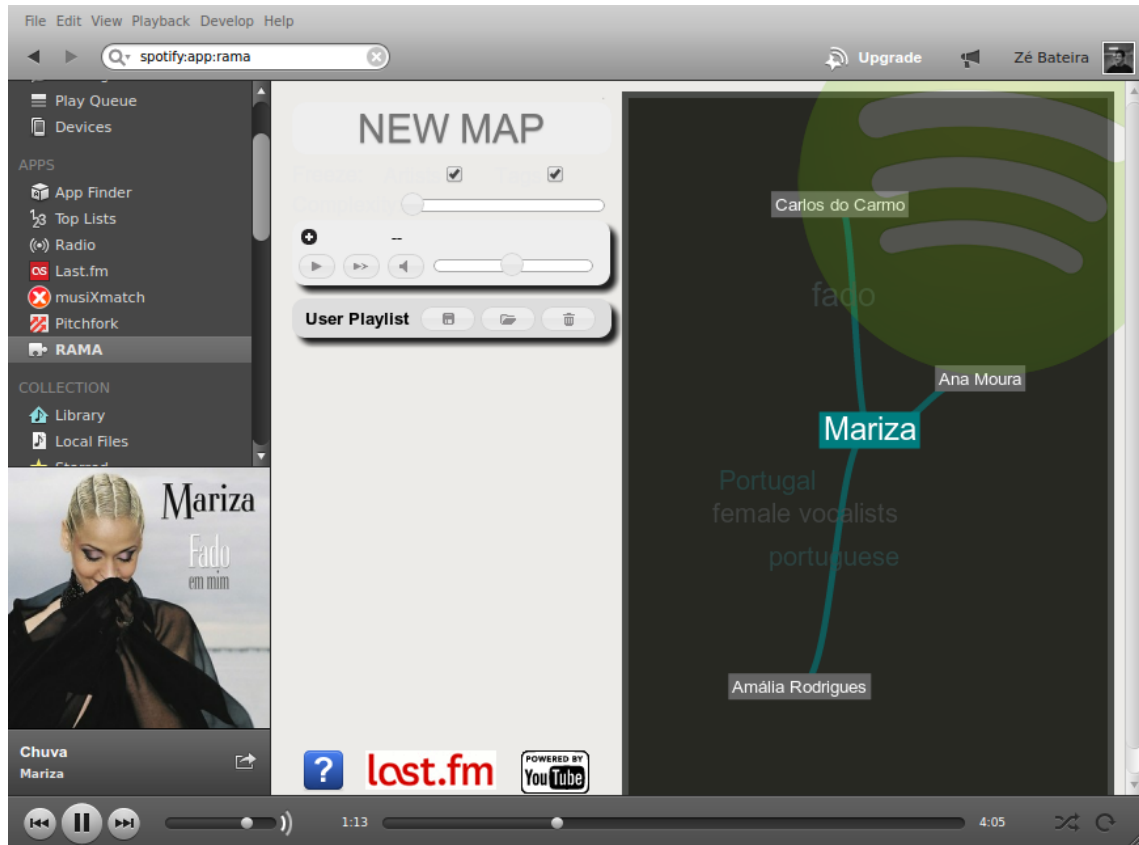 File Edit View Playback Develop Help
spotify:app:rama
Upgrade
Zé Bateira
Play Queue
Devices
APPS
App Finder
Top Lists
Radio
Last.fm
musiXmatch
Pitchfork
RAMA
COLLECTION
Library
Local Files
Starred
Mariza
Fado
em mim
Chuva
Mariza
NEW MAP
--
User Playlist
?
last.fm
POWERED BY
YouTube
Carlos do Carmo
fado
Ana Moura
Mariza
Portugal
female vocalists
portuguese
Amália Rodrigues
1:13
4:05